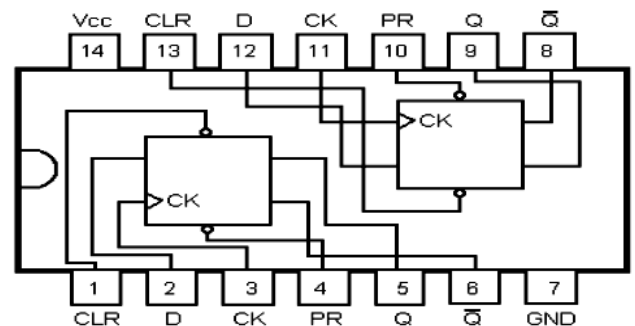 Vcc CLR D CK PR Q Q̅
14 13 12 11 10 9 8
CK
CK
1 2 3 4 5 6 7
CLR D CK PR Q Q̅ GND